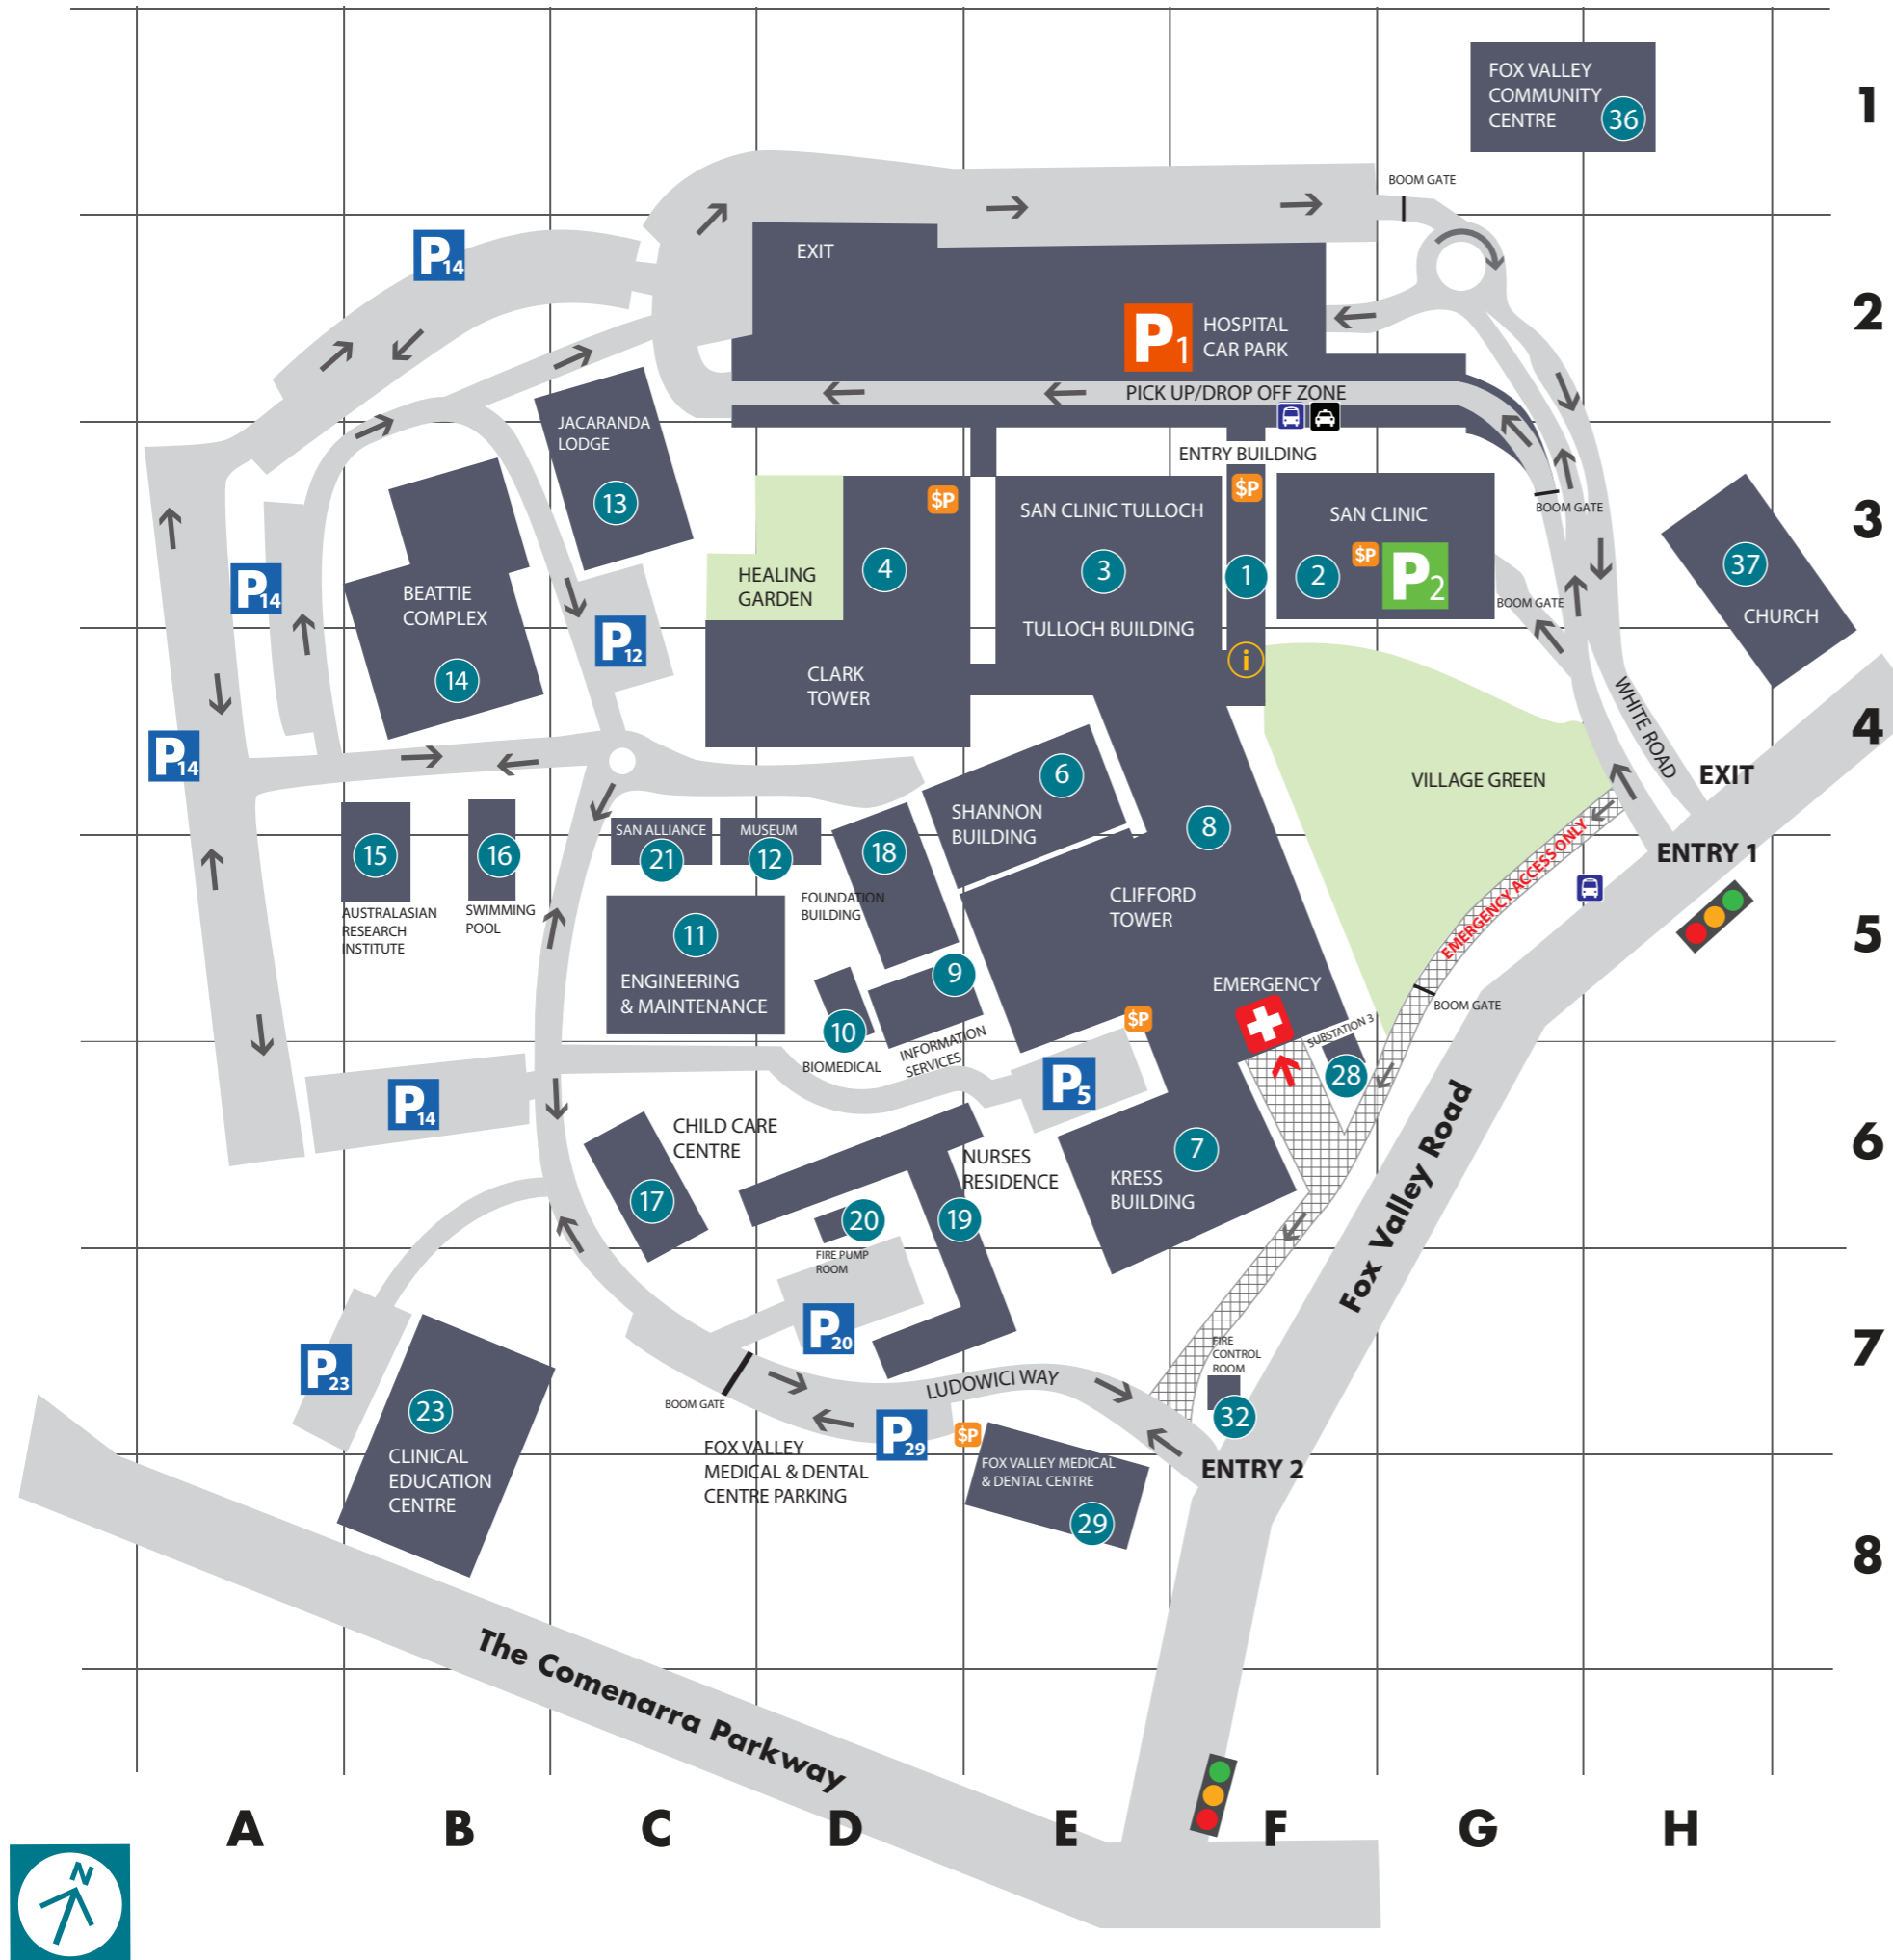 FOX VALLEY
COMMUNITY
CENTRE
36
1
BOOM GATE
P14
EXIT
2
P1
HOSPITAL
CAR PARK
PICK UP/DROP OFF ZONE
JACARANDA
LODGE
13
ENTRY BUILDING
$P
$P
SAN CLINIC TULLOCH
SAN CLINIC
BOOM GATE
3
4
3
1
2
$P
P2
37
HEALING
GARDEN
P14
BEATTIE
COMPLEX
BOOM GATE
CHURCH
TULLOCH BUILDING
P12
i
14
CLARK
TOWER
WHITE ROAD
4
P14
6
VILLAGE GREEN
EXIT
SHANNON
BUILDING
8
SAN ALLIANCE
21
MUSEUM
12
15
16
18
ENTRY 1
EMERGENCY ACCESS ONLY
FOUNDATION
BUILDING
CLIFFORD
TOWER
AUSTRALASIAN
RESEARCH
INSTITUTE
SWIMMING
POOL
11
5
ENGINEERING
& MAINTENANCE
9
EMERGENCY
BOOM GATE
10
$P
SUBSTATION 3
BIOMEDICAL
INFORMATION
SERVICES
P5
28
P14
CHILD CARE
CENTRE
6
NURSES
RESIDENCE
7
KRESS
BUILDING
17
20
19
FIRE PUMP
ROOM
Fox Valley Road
P20
P23
FIRE
CONTROL
ROOM
7
LUDOWICI WAY
BOOM GATE
23
32
P29
$P
FOX VALLEY
MEDICAL & DENTAL
CENTRE PARKING
CLINICAL
EDUCATION
CENTRE
FOX VALLEY MEDICAL
& DENTAL CENTRE
ENTRY 2
29
8
The Comenarra Parkway
A
B
C
D
E
F
G
H
N